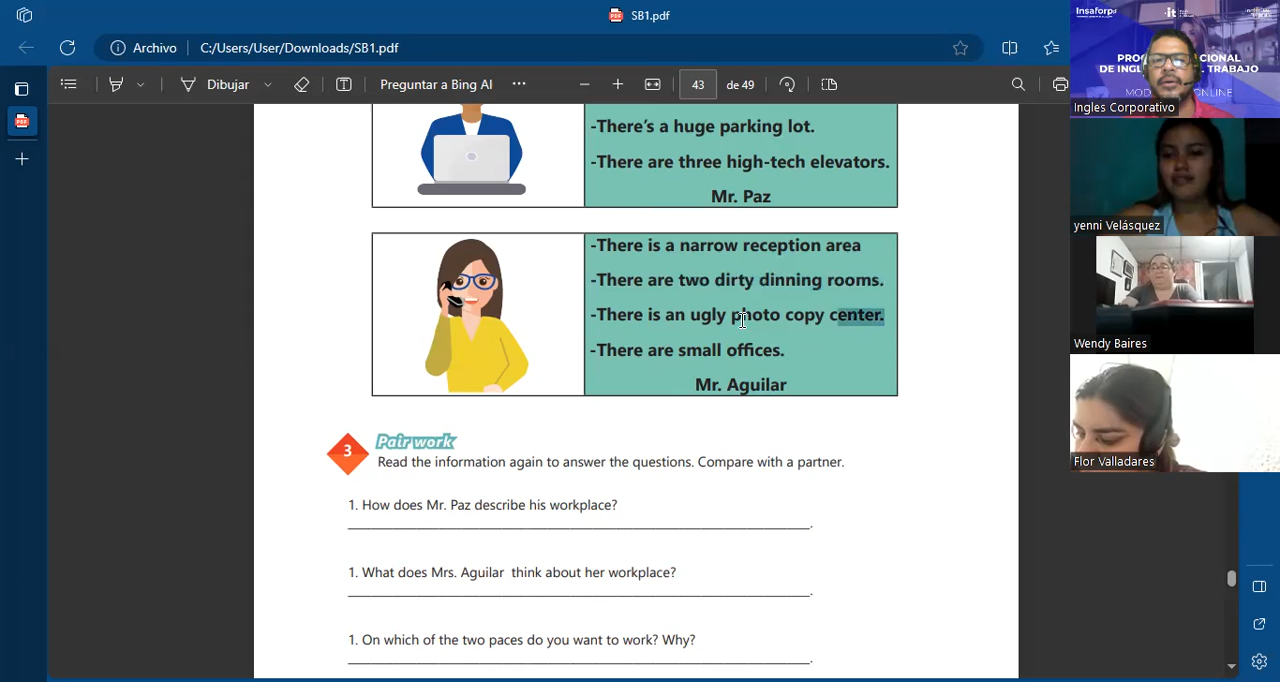 SB1.pdf
Archivo
C:/Users/User/Downloads/SB1.pdf
Dibujar
Preguntar a Bing AI
43
de 49
-There's a huge parking lot.
-There are three high-tech elevators.
Mr. Paz
-There is a narrow reception area
-There are two dirty dinning rooms.
-There is an ugly photo copy center.
-There are small offices.
Mr. Aguilar
3
Pair work
Read the information again to answer the questions. Compare with a partner.
1. How does Mr. Paz describe his workplace?
1. What does Mrs. Aguilar think about her workplace?
1. On which of the two paces do you want to work? Why?
Insaforp
it
DE INGL
TRABAJO
Ingles Corporativo
yenni Velásquez
Wendy Baires
Flor Valladares